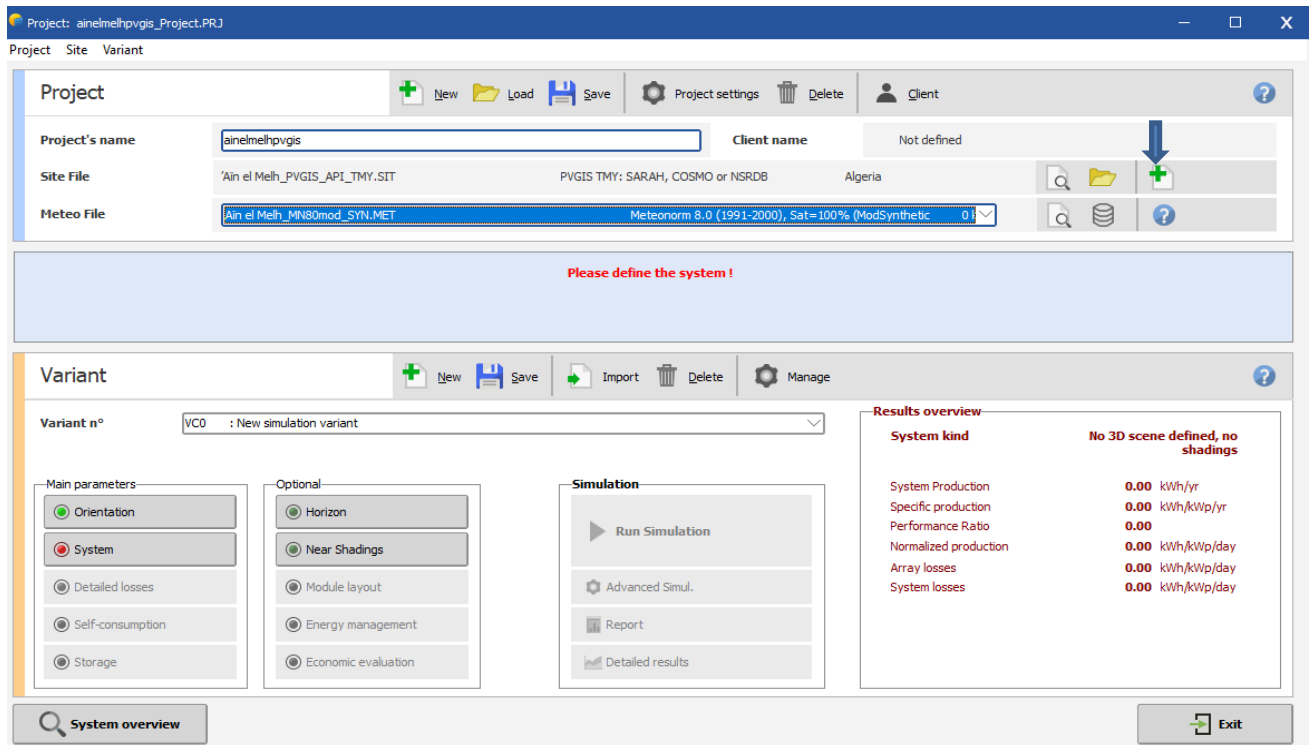 Project: ainelmelhpvgis_Project.PRJ
Project Site Variant
Project New Load Save Project settings Delete Client
Project's name ainelmelhpvgis Client name Not defined
Site File 'Aïn el Melh_PVGIS_API_TMY.SIT PVGIS TMY: SARAH, COSMO or NSRDB Algeria
Meteo File 'Aïn el Melh_MN80mod_SYN.MET Meteonorm 8.0 (1991-2000), Sat=100% (ModSynthetic 0
Please define the system !
Variant New Save Import Delete Manage
Variant n° VC0 : New simulation variant
Results overview
System kind No 3D scene defined, no
shadings
Main parameters Optional Simulation
Orientation Horizon Run Simulation
System Near Shadings
Detailed losses Module layout Advanced Simul.
Self-consumption Energy management Report
Storage Economic evaluation Detailed results
System Production 0.00 kWh/yr
Specific production 0.00 kWh/kWp/yr
Performance Ratio 0.00
Normalized production 0.00 kWh/kWp/day
Array losses 0.00 kWh/kWp/day
System losses 0.00 kWh/kWp/day
System overview Exit